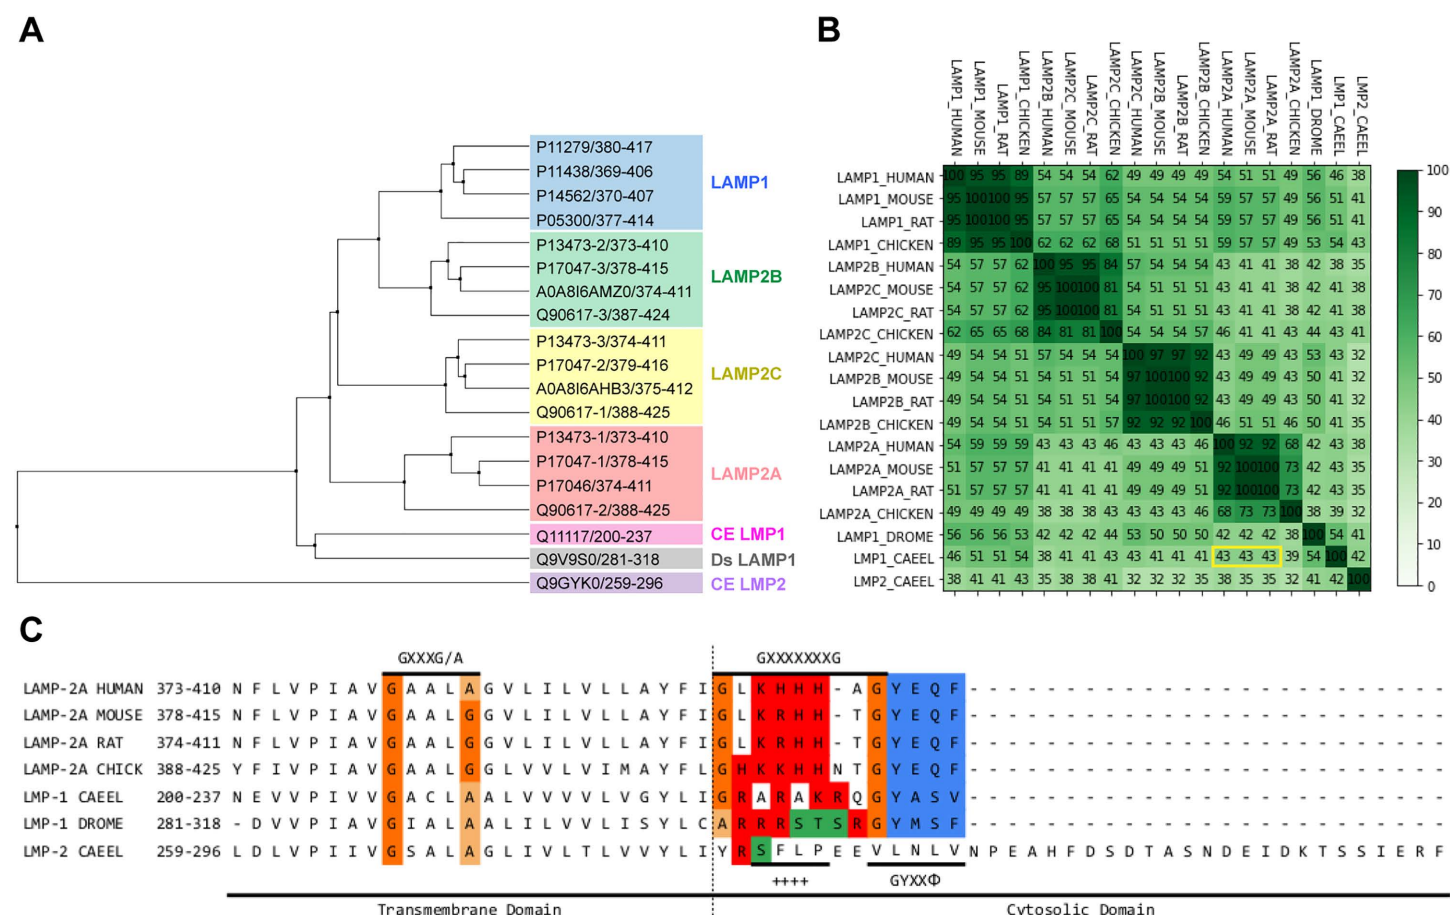 A
P11279/380-417
P11438/369-406
P14562/370-407
P05300/377-414
LAMP1
P13473-2/373-410
P17047-3/378-415
A0A8I6AMZ0/374-411
Q90617-3/387-424
LAMP2B
P13473-3/374-411
P17047-2/379-416
A0A8I6AHB3/375-412
Q90617-1/388-425
LAMP2C
P13473-1/373-410
P17047-1/378-415
P17046/374-411
Q90617-2/388-425
LAMP2A
Q11117/200-237
CE LMP1
Q9V9S0/281-318
Ds LAMP1
Q9GYK0/259-296
CE LMP2
B
LAMP1_HUMAN
LAMP1_MOUSE
LAMP1_RAT
LAMP1_CHICKEN
LAMP2B_HUMAN
LAMP2C_MOUSE
LAMP2C_RAT
LAMP2C_CHICKEN
LAMP2C_HUMAN
LAMP2B_MOUSE
LAMP2B_RAT
LAMP2B_CHICKEN
LAMP2A_HUMAN
LAMP2A_MOUSE
LAMP2A_RAT
LAMP2A_CHICKEN
LAMP1_DROME
LMP1_CAEEL
LMP2_CAEEL
LAMP1_HUMAN 100 95 95 89 54 54 54 62 49 49 49 49 54 51 51 49 56 46 38
LAMP1_MOUSE 95 100 100 95 57 57 57 65 54 54 54 54 59 57 57 49 56 51 41
LAMP1_RAT 95 100 100 95 57 57 57 65 54 54 54 54 59 57 57 49 56 51 41
LAMP1_CHICKEN 89 95 95 100 62 62 62 68 51 51 51 51 59 57 57 49 53 54 43
LAMP2B_HUMAN 54 57 57 62 100 95 95 84 57 54 54 54 43 41 41 38 42 38 35
LAMP2C_MOUSE 54 57 57 62 95 100 100 81 54 51 51 51 43 41 41 38 42 41 38
LAMP2C_RAT 54 57 57 62 95 100 100 81 54 51 51 51 43 41 41 38 42 41 38
LAMP2C_CHICKEN 62 65 65 68 84 81 81 100 54 54 54 57 46 41 41 43 44 43 41
LAMP2C_HUMAN 49 54 54 51 57 54 54 54 100 97 97 92 43 49 49 43 53 43 32
LAMP2B_MOUSE 49 54 54 51 54 51 51 54 97 100 100 92 43 49 49 43 50 41 32
LAMP2B_RAT 49 54 54 51 54 51 51 54 97 100 100 92 43 49 49 43 50 41 32
LAMP2B_CHICKEN 49 54 54 51 54 51 51 57 92 92 92 100 46 51 51 46 50 41 35
LAMP2A_HUMAN 54 59 59 59 43 43 43 46 43 43 43 46 100 92 92 68 42 43 38
LAMP2A_MOUSE 51 57 57 57 41 41 41 41 49 49 49 51 92 100 100 73 42 43 35
LAMP2A_RAT 51 57 57 57 41 41 41 41 49 49 49 51 92 100 100 73 42 43 35
LAMP2A_CHICKEN 49 49 49 49 38 38 38 43 43 43 43 46 68 73 73 100 38 39 32
LAMP1_DROME 56 56 56 53 42 42 42 44 53 50 50 50 42 42 42 38 100 54 41
LMP1_CAEEL 46 51 51 54 38 41 41 43 43 41 41 41 43 43 43 39 54 100 42
LMP2_CAEEL 38 41 41 43 35 38 38 41 32 32 32 35 38 35 35 32 41 42 100
100
90
80
70
60
50
40
30
20
10
0
C
GXXXG/A GXXXXXXXG
LAMP-2A HUMAN 373-410 N F L V P I A V G A A L A G V L I L V L L A Y F I G L K H H H - A G Y E Q F - - - - - - - - - - - - - - - - - - - - - - - - -
LAMP-2A MOUSE 378-415 N F L V P I A V G A A L G G V L I L V L L A Y F I G L K R H H - T G Y E Q F - - - - - - - - - - - - - - - - - - - - - - - - -
LAMP-2A RAT 374-411 N F L V P I A V G A A L G G V L I L V L L A Y F I G L K R H H - T G Y E Q F - - - - - - - - - - - - - - - - - - - - - - - - -
LAMP-2A CHICK 388-425 Y F I V P I A V G A A L G G L V V L V I M A Y F L G H K K H H N T G Y E Q F - - - - - - - - - - - - - - - - - - - - - - - - -
LMP-1 CAEEL 200-237 N E V V P I V V G A C L A A L V V V V L V G Y L I G R A R A K R Q G Y A S V - - - - - - - - - - - - - - - - - - - - - - - - -
LMP-1 DROME 281-318 - D V V P I A V G I A L A A L I L V V L I S Y L C A R R R S T S R G Y M S F - - - - - - - - - - - - - - - - - - - - - - - - -
LMP-2 CAEEL 259-296 L D L V P I I V G S A L A G L I V L T L V V Y L I Y R S F L P E E V L N L V N P E A H F D S D T A S N D E I D K T S S I E R F
++++ GYXXΦ
Transmembrane Domain Cytosolic Domain